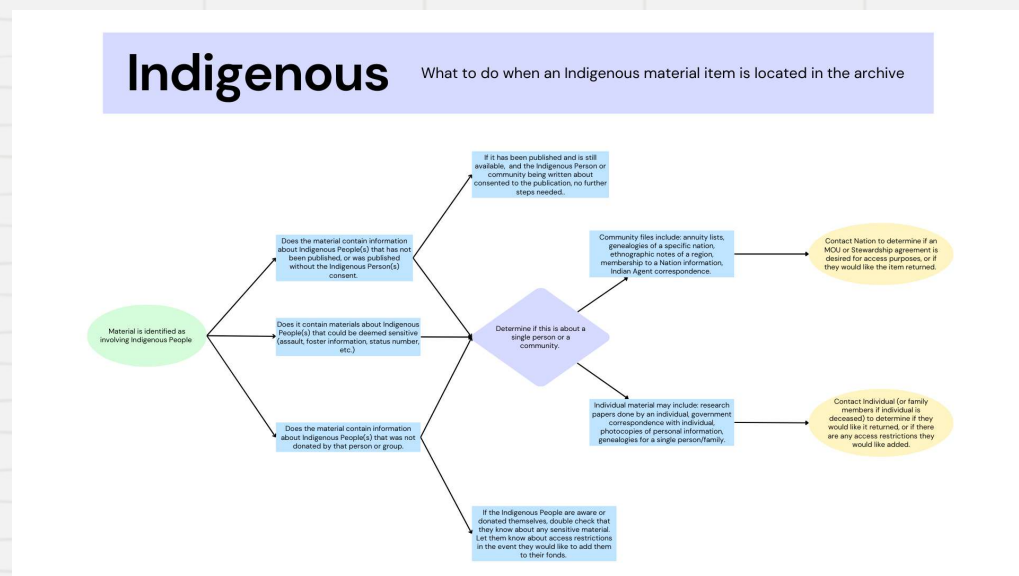 Indigenous
What to do when an Indigenous material item is located in the archive
If it has been published and is still
available, and the Indigenous Person or
community being written about
consented to the publication, no further
steps needed..
Does the material contain information
about Indigenous People(s) that has not
been published, or was published
without the Indigenous Person(s)
consent.
Community files include: annuity lists,
genealogies of a specific nation,
ethnographic notes of a region,
membership to a Nation information,
Indian Agent correspondence.
Contact Nation to determine if an
MOU or Stewardship agreement is
desired for access purposes, or if
they would like the item returned.
Material is identified as
involving Indigenous People
Does it contain materials about Indigenous
People(s) that could be deemed sensitive
(assault, foster information, status number,
etc.)
Determine if this is about a
single person or a
community.
Does the material contain information
about Indigenous People(s) that was not
donated by that person or group.
Individual material may include: research
papers done by an individual, government
correspondence with individual,
photocopies of personal information,
genealogies for a single person/family.
Contact Individual (or family
members if individual is
deceased) to determine if they
would like it returned, or if there
are any access restrictions they
would like added.
If the Indigenous People are aware or
donated themselves, double check that
they know about any sensitive material.
Let them know about access restrictions
in the event they would like to add them
to their fonds.